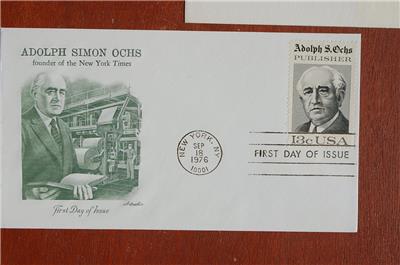 ADOLPH SIMON OCHS
founder of the New York Times
First Day of Issue
Adolph S. Ochs
PUBLISHER
13c USA
NEW YORK, NY
SEP
18
1976
10001
FIRST DAY OF ISSUE